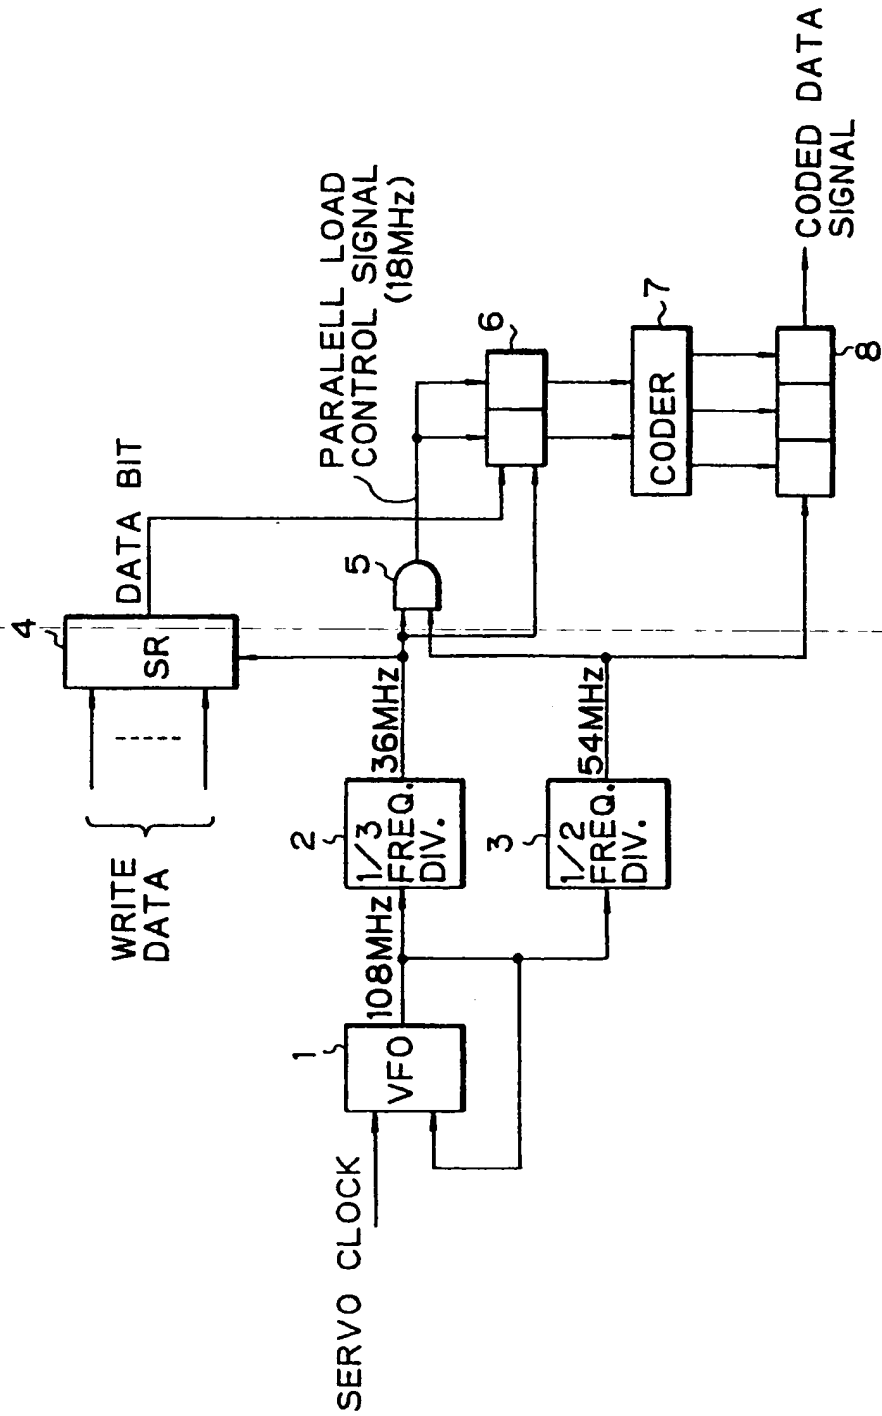 SERVO CLOCK
1
VFO
108MHz
2
1/3
FREQ.
DIV.
36MHz
3
1/2
FREQ.
DIV.
54MHz
WRITE
DATA
4
SR
DATA BIT
5
PARALELL LOAD
CONTROL SIGNAL
(18MHz)
6
7
CODER
8
CODED DATA
SIGNAL